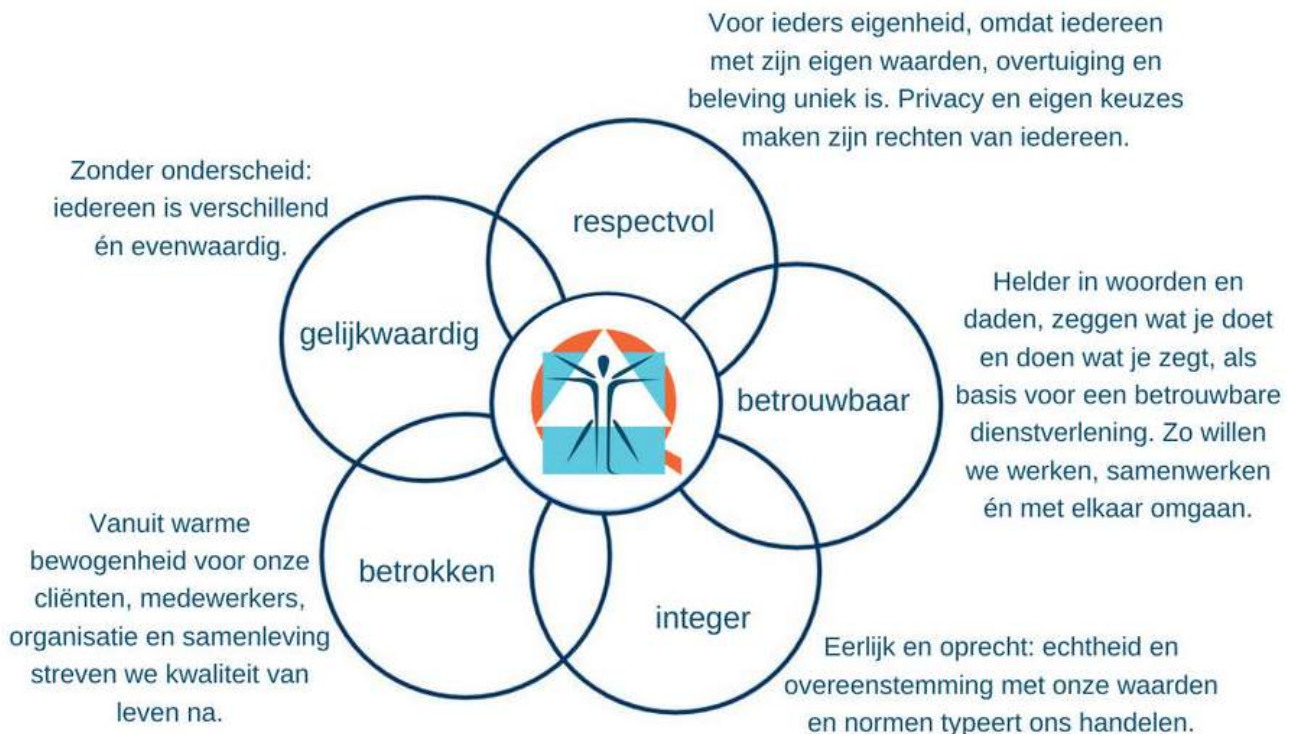 Voor ieders eigenheid, omdat iedereen
met zijn eigen waarden, overtuiging en
beleving uniek is. Privacy en eigen keuzes
maken zijn rechten van iedereen.
Zonder onderscheid:
iedereen is verschillend
én evenwaardig.
respectvol
gelijkwaardig
betrouwbaar
Helder in woorden en
daden, zeggen wat je doet
en doen wat je zegt, als
basis voor een betrouwbare
dienstverlening. Zo willen
we werken, samenwerken
én met elkaar omgaan.
Vanuit warme
bewogenheid voor onze
cliënten, medewerkers,
organisatie en samenleving
streven we kwaliteit van
leven na.
betrokken
integer
Eerlijk en oprecht: echtheid en
overeenstemming met onze waarden
en normen typeert ons handelen.